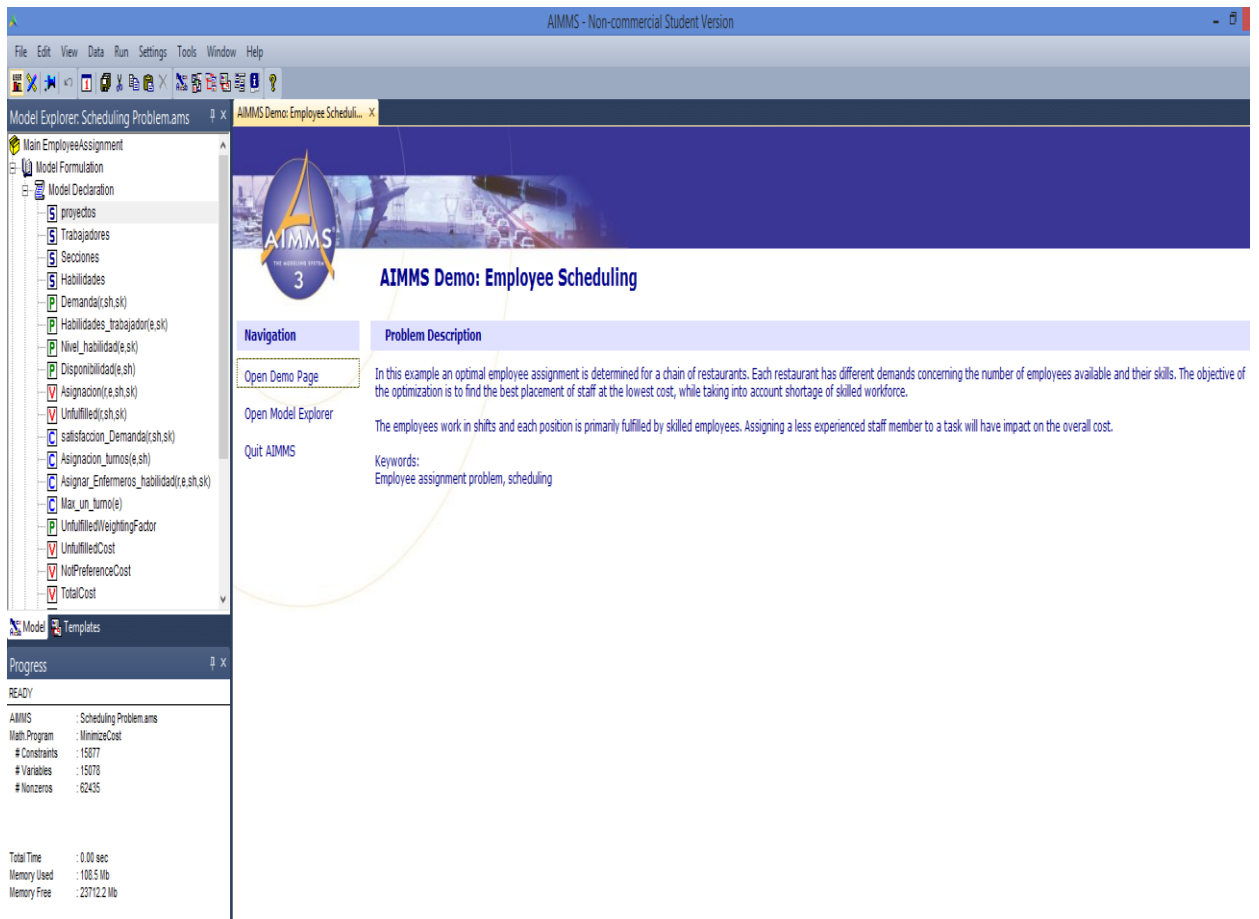 AIMMS - Non-commercial Student Version
File Edit View Data Run Settings Tools Window Help
Model Explorer: Scheduling Problem.ams
AIMMS Demo: Employee Scheduli...
Main EmployeeAssignment
Model Formulation
Model Declaration
S proyectos
S Trabajadores
S Secciones
S Habilidades
P Demanda(r,sh,sk)
P Habilidades_trabajador(e,sk)
P Nivel_habilidad(e,sk)
P Disponibilidad(e,sh)
V Asignacion(r,e,sh,sk)
V Unfulfilled(r,sh,sk)
C satisfaccion_Demanda(r,sh,sk)
C Asignacion_turnos(e,sh)
C Asignar_Enfermeros_habilidad(r,e,sh,sk)
C Max_un_turno(e)
P UnfulfilledWeightingFactor
V UnfulfilledCost
V NotPreferenceCost
V TotalCost
Model Templates
Progress
READY
AIMMS : Scheduling Problem.ams
Math.Program : MinimizeCost
# Constraints : 15877
# Variables : 15078
# Nonzeros : 62435
Total Time : 0.00 sec
Memory Used : 108.5 Mb
Memory Free : 23712.2 Mb
AIMMS
THE MODELING SYSTEM
3
AIMMS Demo: Employee Scheduling
Navigation
Open Demo Page
Open Model Explorer
Quit AIMMS
Problem Description
In this example an optimal employee assignment is determined for a chain of restaurants. Each restaurant has different demands concerning the number of employees available and their skills. The objective of
the optimization is to find the best placement of staff at the lowest cost, while taking into account shortage of skilled workforce.
The employees work in shifts and each position is primarily fulfilled by skilled employees. Assigning a less experienced staff member to a task will have impact on the overall cost.
Keywords:
Employee assignment problem, scheduling